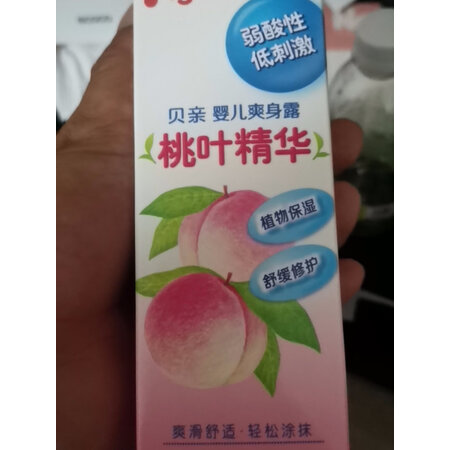 弱酸性
低刺激
贝亲 婴儿爽身露
桃叶精华
植物保湿
舒缓修护
爽滑舒适·轻松涂抹